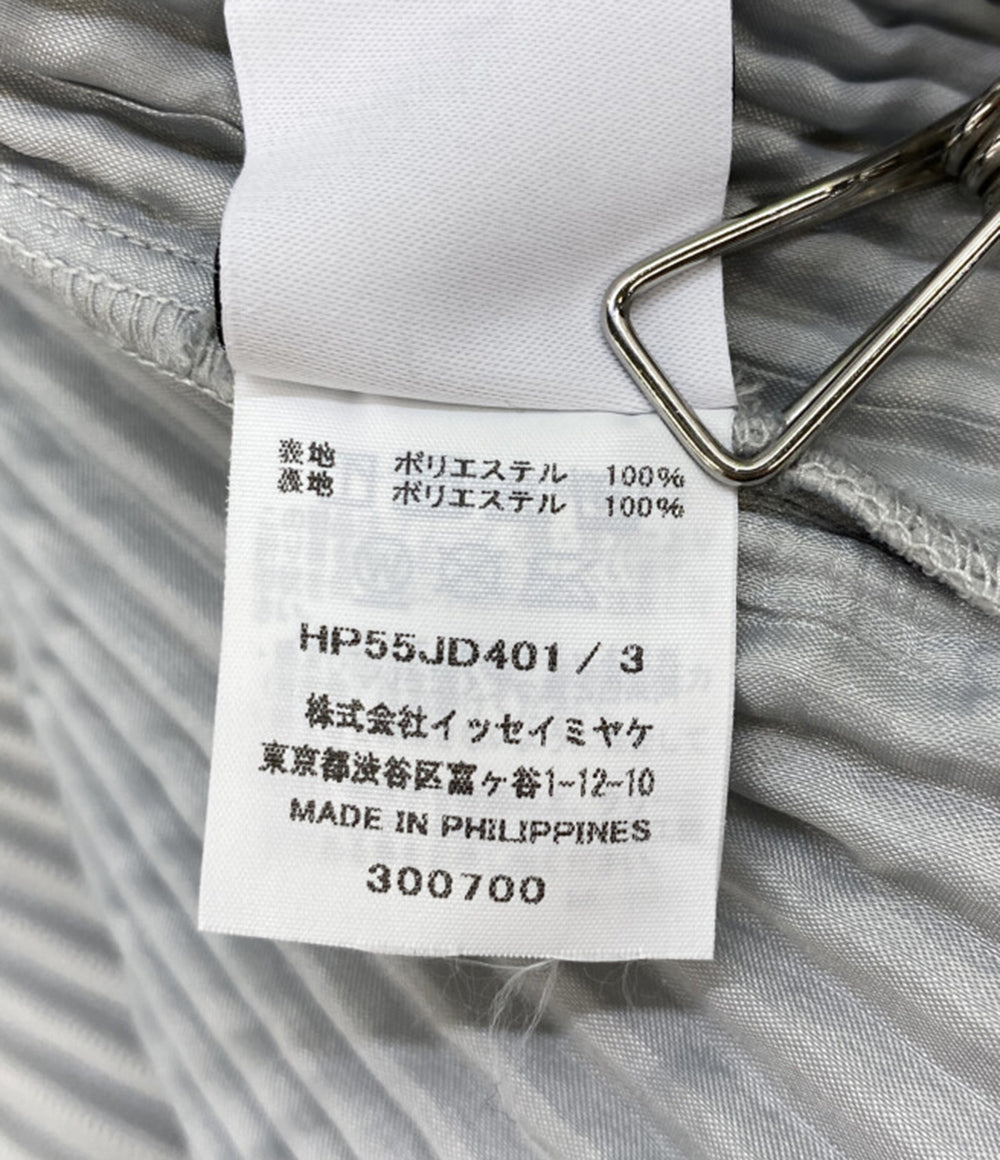 表地 ポリエステル 100%
裏地 ポリエステル 100%
HP55JD401 / 3
株式会社イッセイミヤケ
東京都渋谷区富ヶ谷1-12-10
MADE IN PHILIPPINES
300700